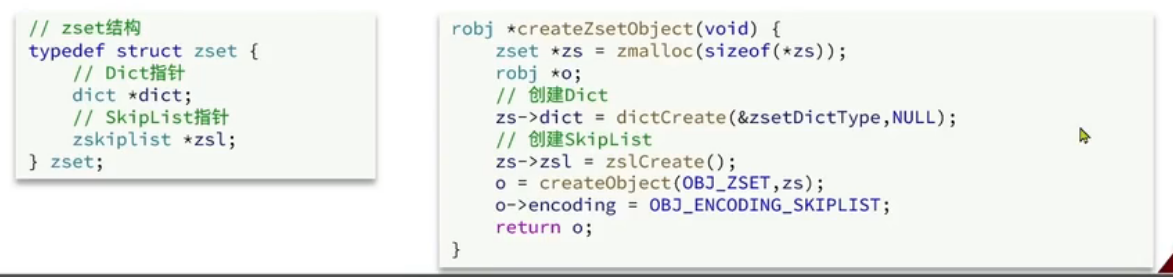 // zset结构
typedef struct zset {
    // Dict指针
    dict *dict;
    // SkipList指针
    zskiplist *zsl;
} zset;
robj *createZsetObject(void) {
    zset *zs = zmalloc(sizeof(*zs));
    robj *o;
    // 创建Dict
    zs->dict = dictCreate(&zsetDictType,NULL);
    // 创建SkipList
    zs->zsl = zslCreate();
    o = createObject(OBJ_ZSET,zs);
    o->encoding = OBJ_ENCODING_SKIPLIST;
    return o;
}